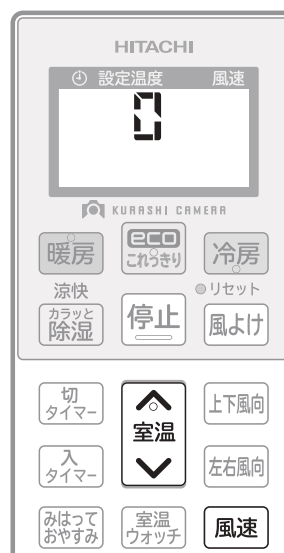 HITACHI
設定温度 風速
0
KURASHI CAMERA
暖房 eco これっきり 冷房
涼快 リセット
カラッと除湿 停止 風よけ
切タイマー 室温 上下風向
入タイマー 左右風向
みはっておやすみ 室温ウォッチ 風速